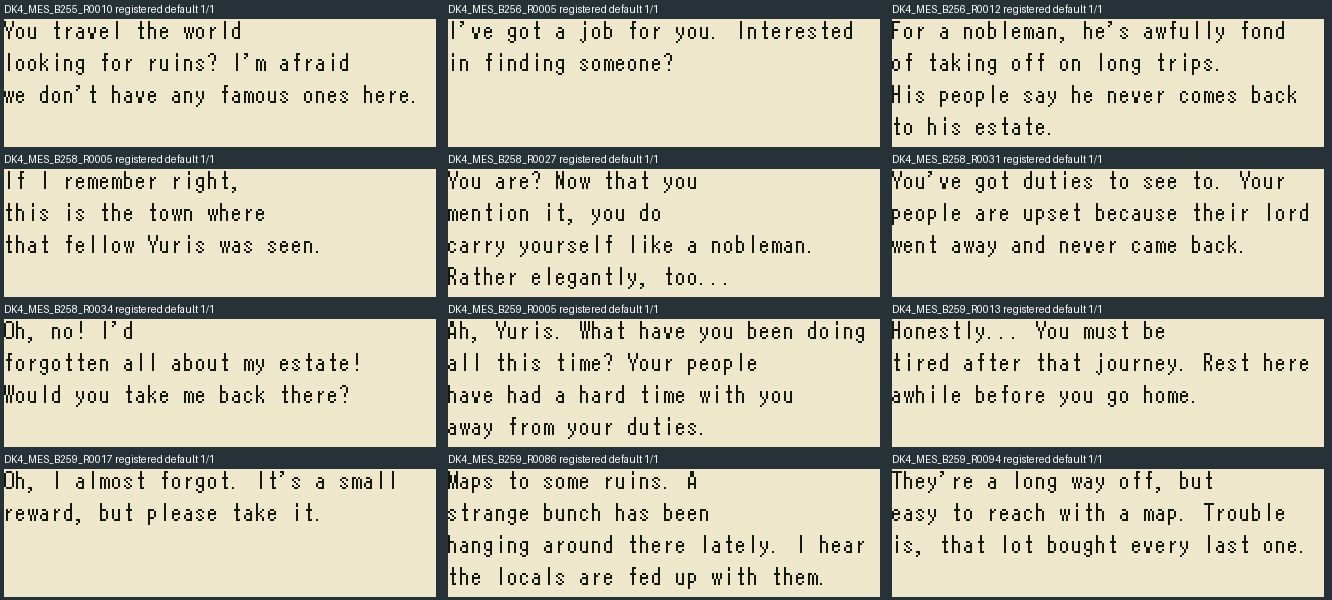 DK4_MES_B255_R0010 registered default 1/1
You travel the world
looking for ruins? I'm afraid
we don't have any famous ones here.
DK4_MES_B256_R0005 registered default 1/1
I've got a job for you. Interested
in finding someone?
DK4_MES_B256_R0012 registered default 1/1
For a nobleman, he's awfully fond
of taking off on long trips.
His people say he never comes back
to his estate.
DK4_MES_B258_R0005 registered default 1/1
If I remember right,
this is the town where
that fellow Yuris was seen.
DK4_MES_B258_R0027 registered default 1/1
You are? Now that you
mention it, you do
carry yourself like a nobleman.
Rather elegantly, too...
DK4_MES_B258_R0031 registered default 1/1
You've got duties to see to. Your
people are upset because their lord
went away and never came back.
DK4_MES_B258_R0034 registered default 1/1
Oh, no! I'd
forgotten all about my estate!
Would you take me back there?
DK4_MES_B259_R0005 registered default 1/1
Ah, Yuris. What have you been doing
all this time? Your people
have had a hard time with you
away from your duties.
DK4_MES_B259_R0013 registered default 1/1
Honestly... You must be
tired after that journey. Rest here
awhile before you go home.
DK4_MES_B259_R0017 registered default 1/1
Oh, I almost forgot. It's a small
reward, but please take it.
DK4_MES_B259_R0086 registered default 1/1
Maps to some ruins. A
strange bunch has been
hanging around there lately. I hear
the locals are fed up with them.
DK4_MES_B259_R0094 registered default 1/1
They're a long way off, but
easy to reach with a map. Trouble
is, that lot bought every last one.